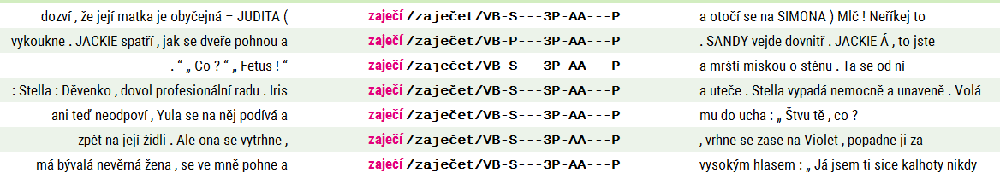 dozví , že její matka je obyčejná – JUDITA ( zaječí /zaječet/VB-S---3P-AA---P a otočí se na SIMONA ) Mlč ! Neříkej to
vykoukne . JACKIE spatří , jak se dveře pohnou a zaječí /zaječet/VB-P---3P-AA---P . SANDY vejde dovnitř . JACKIE Á , to jste
. “ „ Co ? “ „ Fetus ! “ zaječí /zaječet/VB-S---3P-AA---P a mrští miskou o stěnu . Ta se od ní
: Stella : Děvenko , dovol profesionální radu . Iris zaječí /zaječet/VB-S---3P-AA---P a uteče . Stella vypadá nemocně a unaveně . Volá
ani teď neodpoví , Yula se na něj podívá a zaječí /zaječet/VB-S---3P-AA---P mu do ucha : „ Štvu tě , co ?
zpět na její židli . Ale ona se vytrhne , zaječí /zaječet/VB-S---3P-AA---P , vrhne se zase na Violet , popadne ji za
má bývalá nevěrná žena , se ve mně pohne a zaječí /zaječet/VB-S---3P-AA---P vysokým hlasem : „ Já jsem ti sice kalhoty nikdy